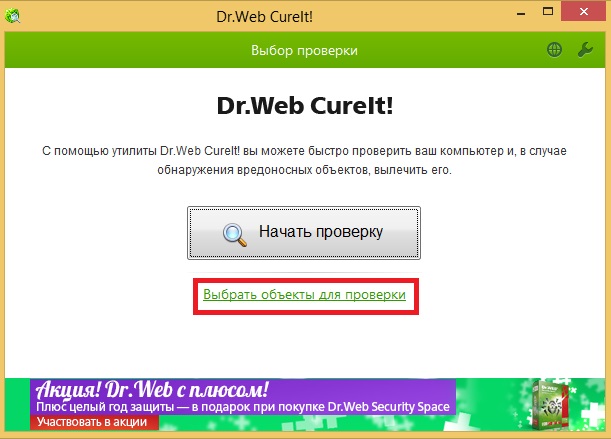 Dr.Web CureIt!
Выбор проверки
Dr.Web CureIt!
С помощью утилиты Dr.Web CureIt! вы можете быстро проверить ваш компьютер и, в случае
обнаружения вредоносных объектов, вылечить его.
Начать проверку
Выбрать объекты для проверки
Акция! Dr.Web с плюсом!
Плюс целый год защиты — в подарок при покупке Dr.Web Security Space
Участвовать в акции